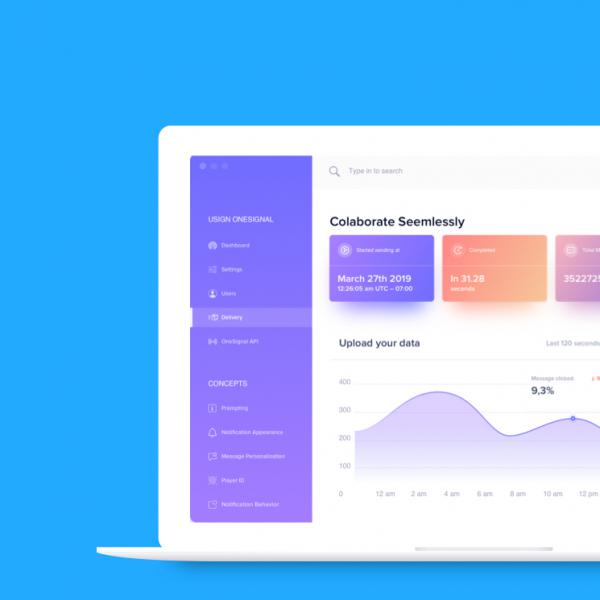 Type in to search
USIGN ONESIGNAL
Dashboard
Settings
Users
Delivery
OneSignal API
CONCEPTS
Prompting
Notification Appearance
Message Personalization
Player ID
Notification Behavior
Colaborate Seemlessly
Started sending at
March 27th 2019
12:26:05 am UTC – 07:00
Completed
In 31.28
seconds
Total M
3522725
Upload your data
Last 120 seconds
Message clicked
9,3%
400
300
200
100
0
12 am
2 am
4 am
6 am
8 am
10 am
12 pm